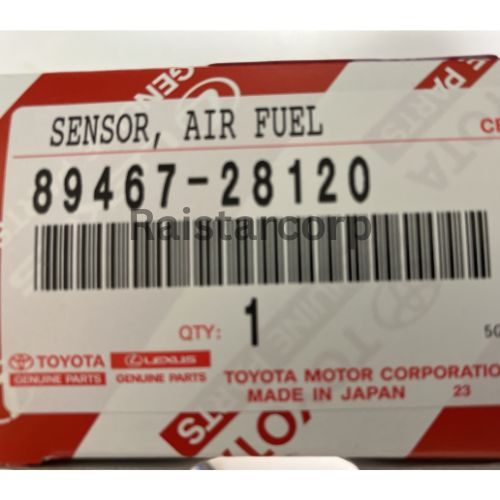 SENSOR, AIR FUEL
89467-28120
Raistarcorp
QTY: 1
TOYOTA
GENUINE PARTS
LEXUS
GENUINE PARTS
TOYOTA MOTOR CORPORATION
MADE IN JAPAN 23